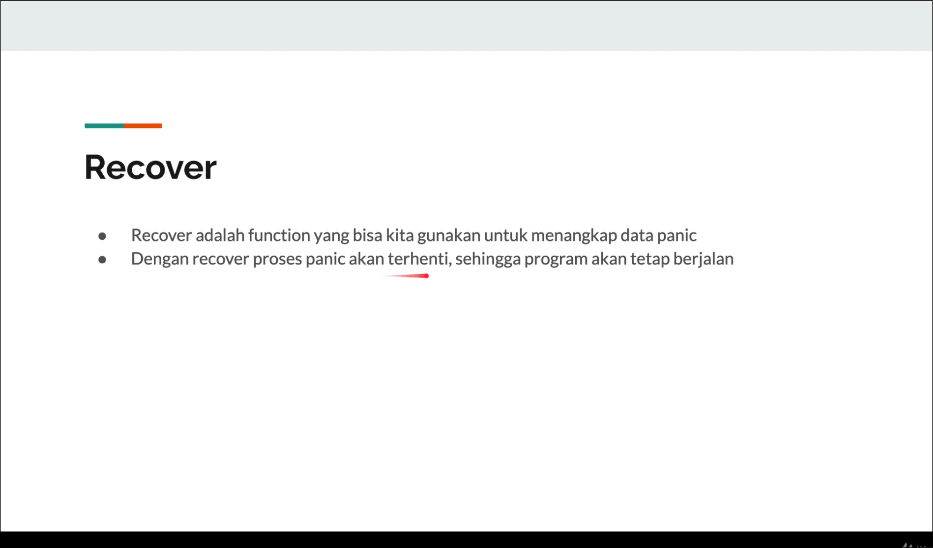 Recover
● Recover adalah function yang bisa kita gunakan untuk menangkap data panic
● Dengan recover proses panic akan terhenti, sehingga program akan tetap berjalan